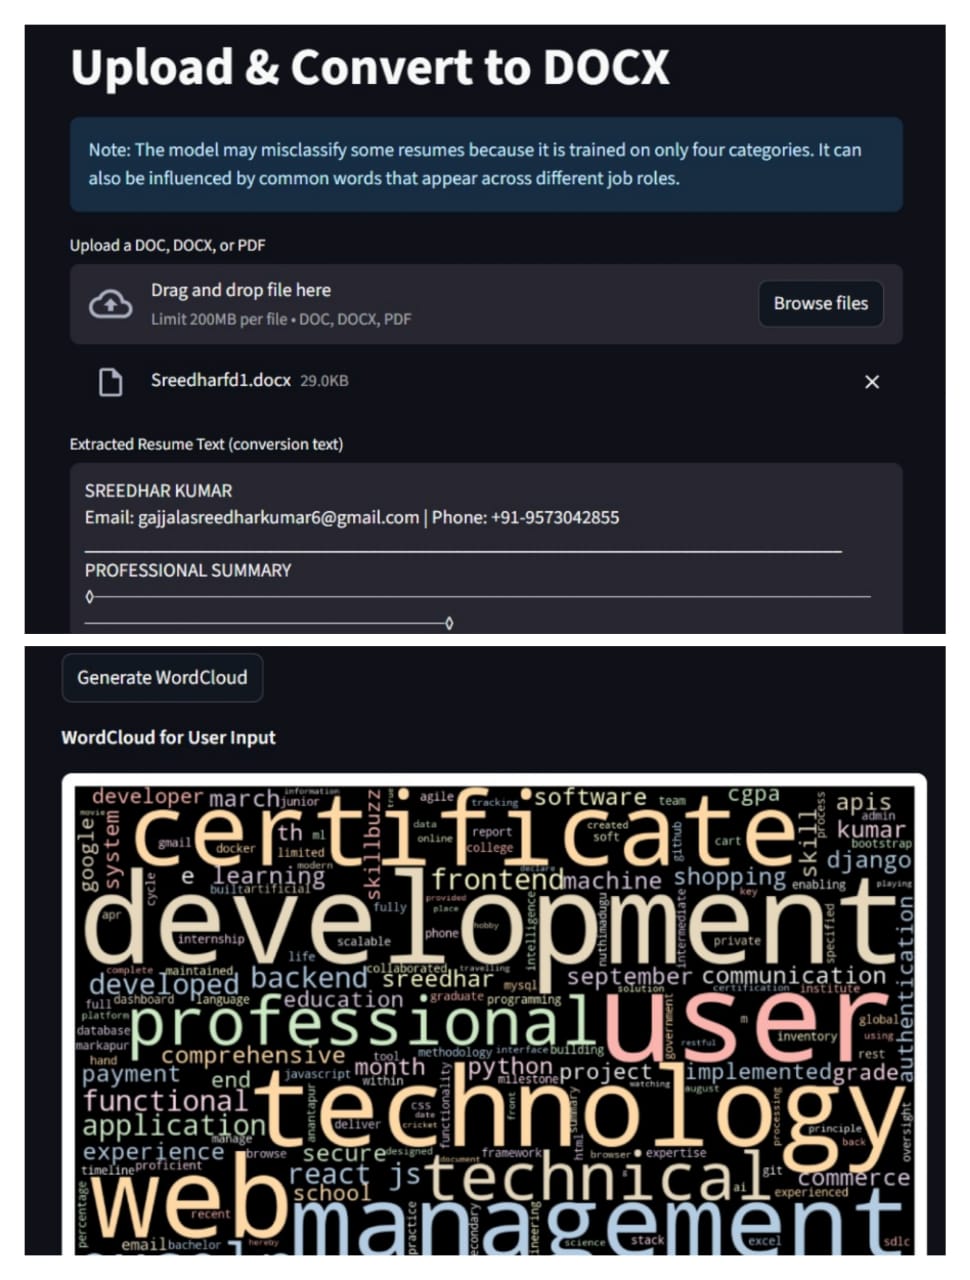 Upload & Convert to DOCX
Note: The model may misclassify some resumes because it is trained on only four categories. It can
also be influenced by common words that appear across different job roles.
Upload a DOC, DOCX, or PDF
Drag and drop file here
Limit 200MB per file • DOC, DOCX, PDF
Browse files
Sreedharfd1.docx 29.0KB
Extracted Resume Text (conversion text)
SREEDHAR KUMAR
Email: gajjalasreedharkumar6@gmail.com | Phone: +91-9573042855
PROFESSIONAL SUMMARY
Generate WordCloud
WordCloud for User Input
developer march junior information true agile tracking software team cgpa process apis
movie google system certificate skill admin
gmail docker th ml limited skillbuzz data online report college created soft github cart kumar bootstrap
modern declare django
cycle e learning built artificial frontend machine shopping key enabling playing
apr development fully provided place hobby intelligence muthimadugu intermediate specified
internship scalable phone private authentication
life
complete maintained collaborated travelling
developed backend sreedhar mysql september communication
solution certification institute
full dashboard language education graduate programming
platform professional user m global
database government inventory using
markapur methodology interface building restful rest
hand comprehensive tool
payment end javascript month within python milestone project watching implemented grade
functional technology august
css date cricket functionality front html summary processing principle
application anantapur deliver back oversight
manage
experience browse secure designed framework browser expertise
document
timeline proficient react js technical git commerce
school ai experienced
percentage web recent management
practice secondary engineering
email bachelor hereby science stack excel sdlc